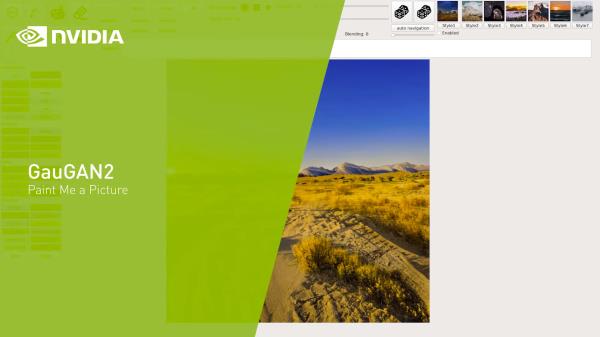 NVIDIA
GauGAN2
Paint Me a Picture
Blending 0
auto navigation
Enabled
Style1
Style2
Style3
Style4
Style5
Style6
Style7